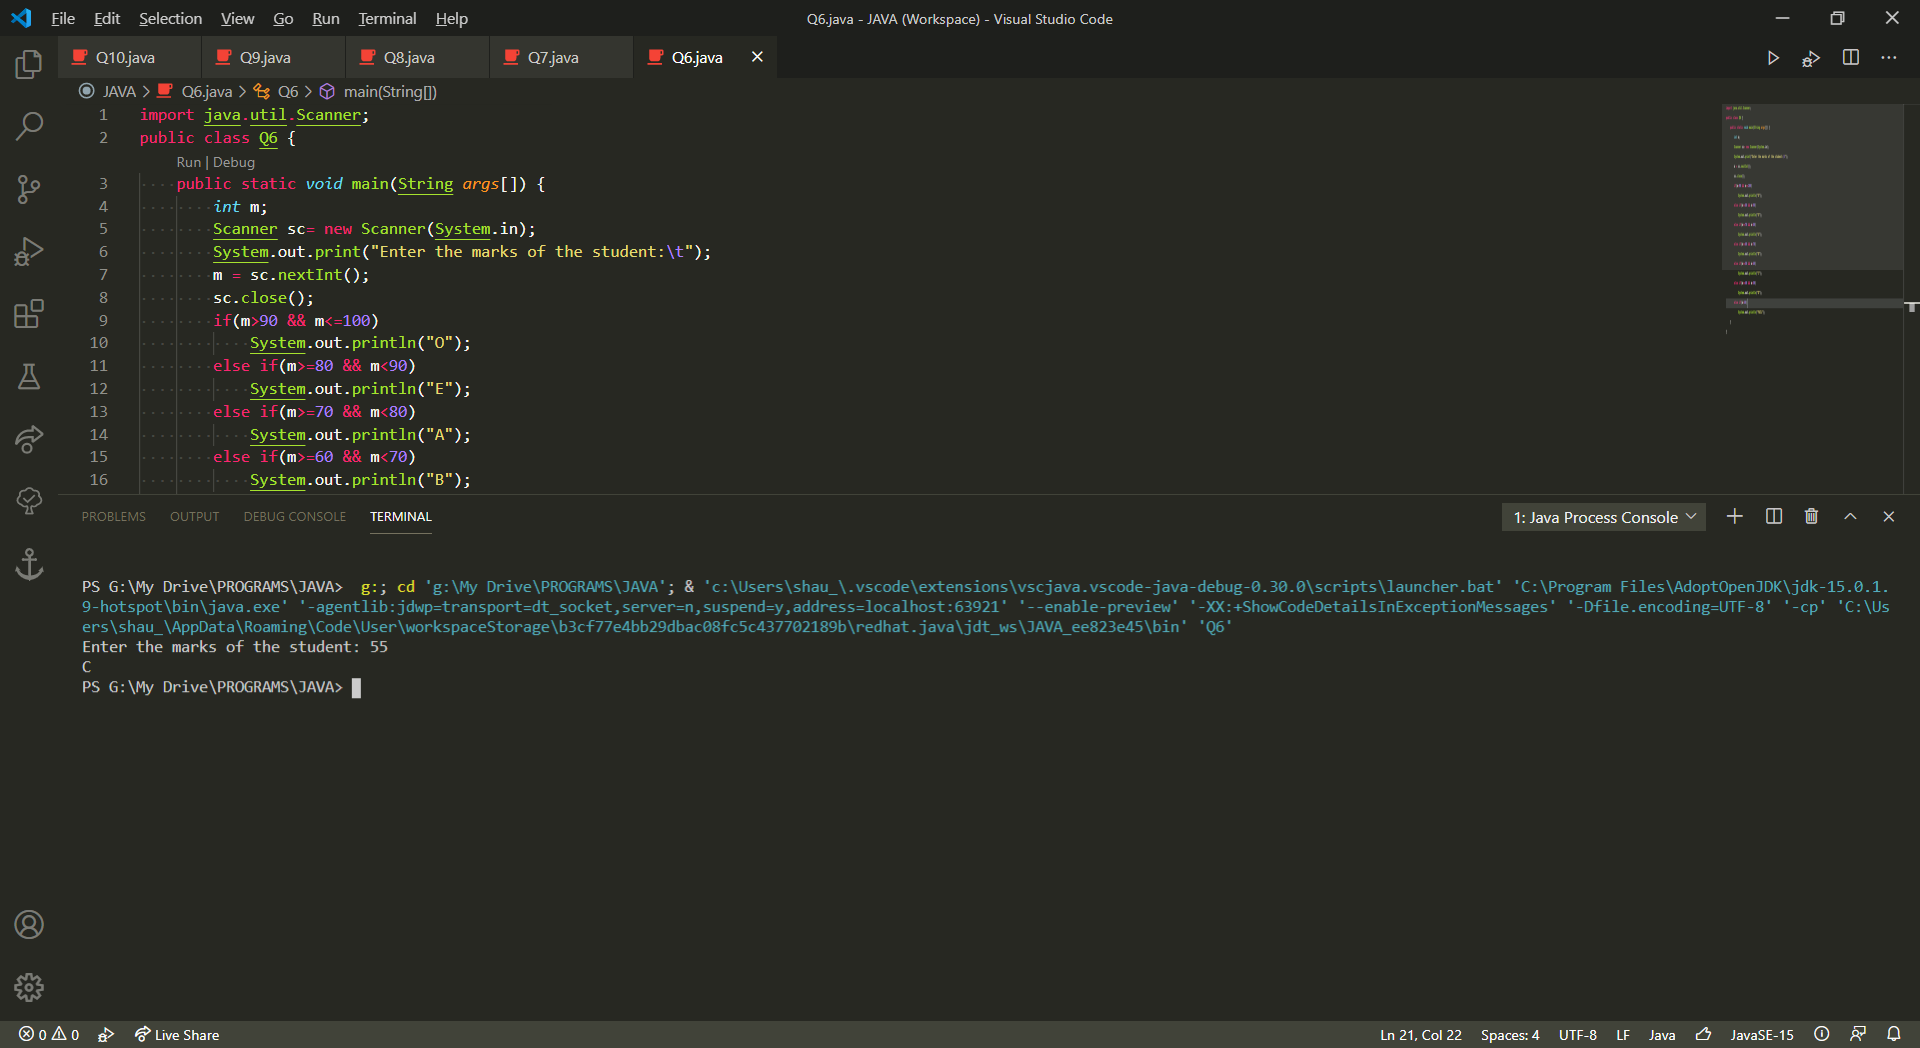 File Edit Selection View Go Run Terminal Help Q6.java - JAVA (Workspace) - Visual Studio Code
Q10.java Q9.java Q8.java Q7.java Q6.java
JAVA > Q6.java > Q6 > main(String[])
1 import java.util.Scanner;
2 public class Q6 {
Run | Debug
3 public static void main(String args[]) {
4 int m;
5 Scanner sc= new Scanner(System.in);
6 System.out.print("Enter the marks of the student:\t");
7 m = sc.nextInt();
8 sc.close();
9 if(m>90 && m<=100)
10 System.out.println("O");
11 else if(m>=80 && m<90)
12 System.out.println("E");
13 else if(m>=70 && m<80)
14 System.out.println("A");
15 else if(m>=60 && m<70)
16 System.out.println("B");
PROBLEMS OUTPUT DEBUG CONSOLE TERMINAL 1: Java Process Console
PS G:\My Drive\PROGRAMS\JAVA>  g:; cd 'g:\My Drive\PROGRAMS\JAVA'; & 'c:\Users\shau_\.vscode\extensions\vscjava.vscode-java-debug-0.30.0\scripts\launcher.bat' 'C:\Program Files\AdoptOpenJDK\jdk-15.0.1.
9-hotspot\bin\java.exe' '-agentlib:jdwp=transport=dt_socket,server=n,suspend=y,address=localhost:63921' '--enable-preview' '-XX:+ShowCodeDetailsInExceptionMessages' '-Dfile.encoding=UTF-8' '-cp' 'C:\Us
ers\shau_\AppData\Roaming\Code\User\workspaceStorage\b3cf77e4bb29dbac08fc5c437702189b\redhat.java\jdt_ws\JAVA_ee823e45\bin' 'Q6'
Enter the marks of the student: 55
C
PS G:\My Drive\PROGRAMS\JAVA>
0 0 Live Share Ln 21, Col 22 Spaces: 4 UTF-8 LF Java JavaSE-15